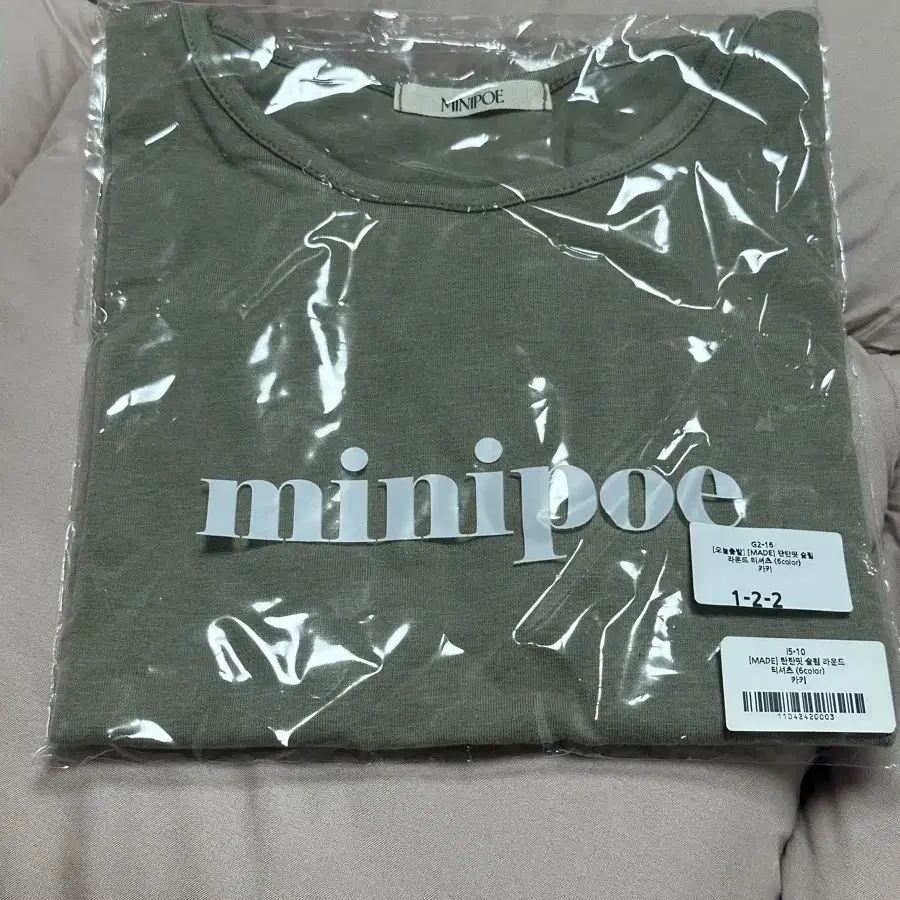 MINIPOE
minipoe
G2-16
[오늘출발] [MADE] 탄탄핏 슬림
라운드 티셔츠 (6color)
카키
1-2-2
I5-10
[MADE] 탄탄핏 슬림 라운드
티셔츠 (6color)
카키
11042420003